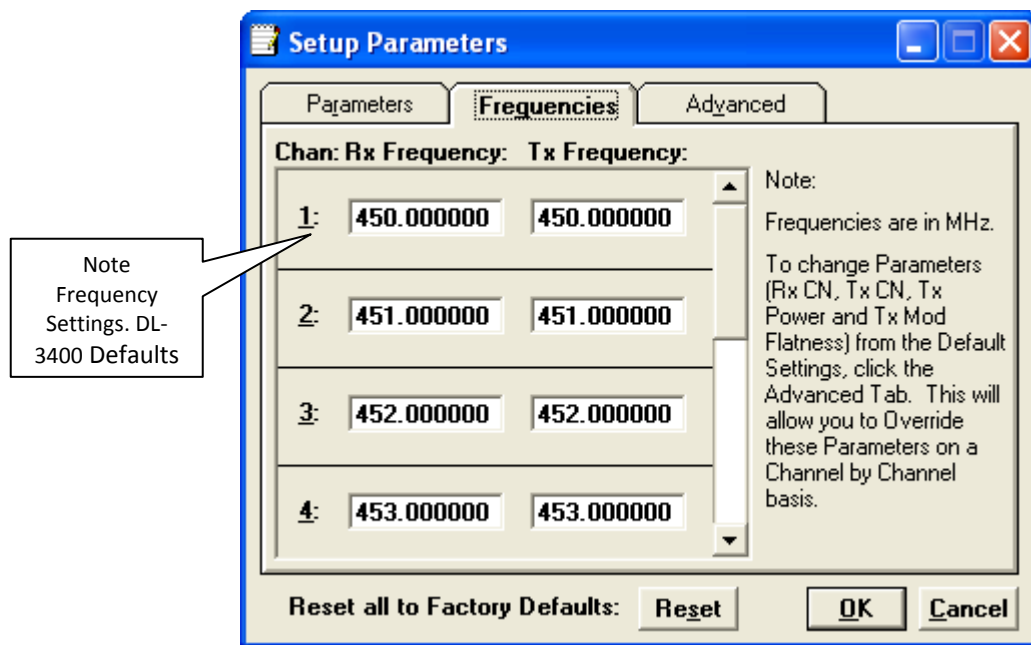 Setup Parameters
Parameters
Frequencies
Advanced
Chan: Rx Frequency: Tx Frequency:
1: 450.000000 450.000000
2: 451.000000 451.000000
3: 452.000000 452.000000
4: 453.000000 453.000000
Note:
Frequencies are in MHz.
To change Parameters
(Rx CN, Tx CN, Tx
Power and Tx Mod
Flatness) from the Default
Settings, click the
Advanced Tab. This will
allow you to Override
these Parameters on a
Channel by Channel
basis.
Reset all to Factory Defaults: Reset
OK
Cancel
Note
Frequency
Settings. DL-
3400 Defaults